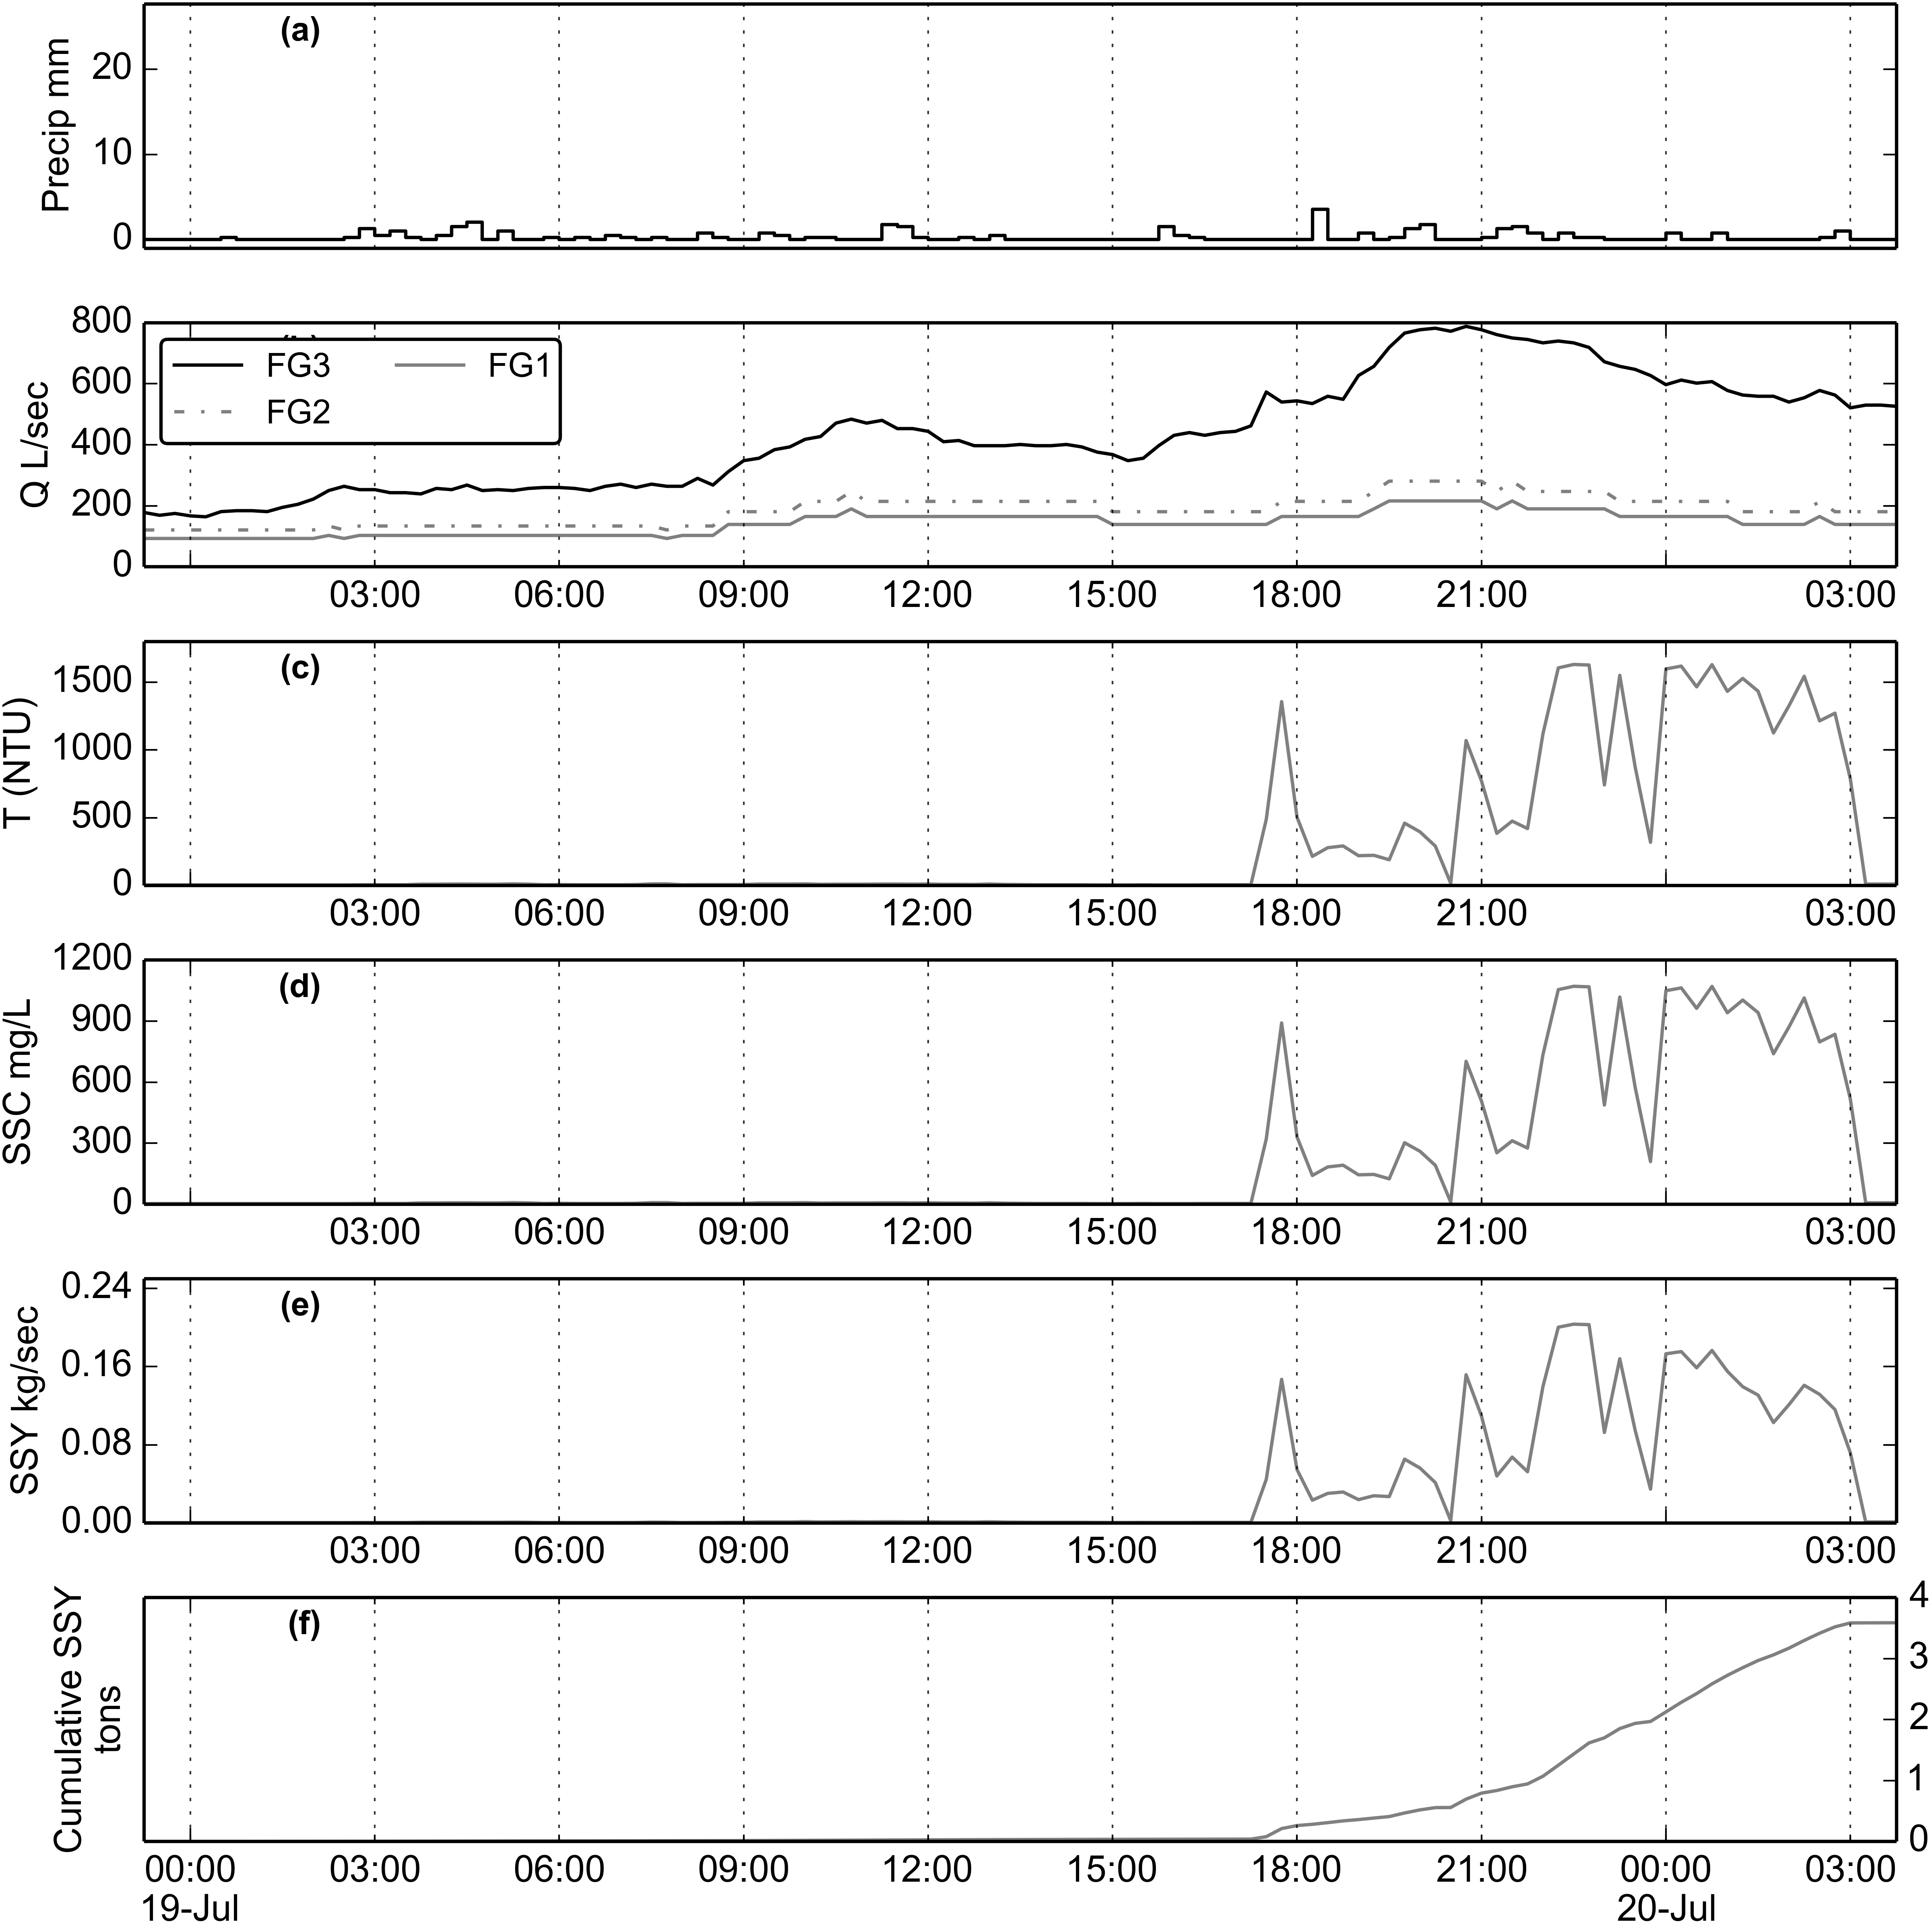 (a)
Precip mm
20
10
0
(b)
FG3
FG1
FG2
Q L/sec
800
600
400
200
0
03:00 06:00 09:00 12:00 15:00 18:00 21:00 03:00
(c)
T (NTU)
1500
1000
500
0
03:00 06:00 09:00 12:00 15:00 18:00 21:00 03:00
(d)
SSC mg/L
1200
900
600
300
0
03:00 06:00 09:00 12:00 15:00 18:00 21:00 03:00
(e)
SSY kg/sec
0.24
0.16
0.08
0.00
03:00 06:00 09:00 12:00 15:00 18:00 21:00 03:00
(f)
Cumulative SSY
tons
4
3
2
1
0
00:00 03:00 06:00 09:00 12:00 15:00 18:00 21:00 00:00 03:00
19-Jul 20-Jul